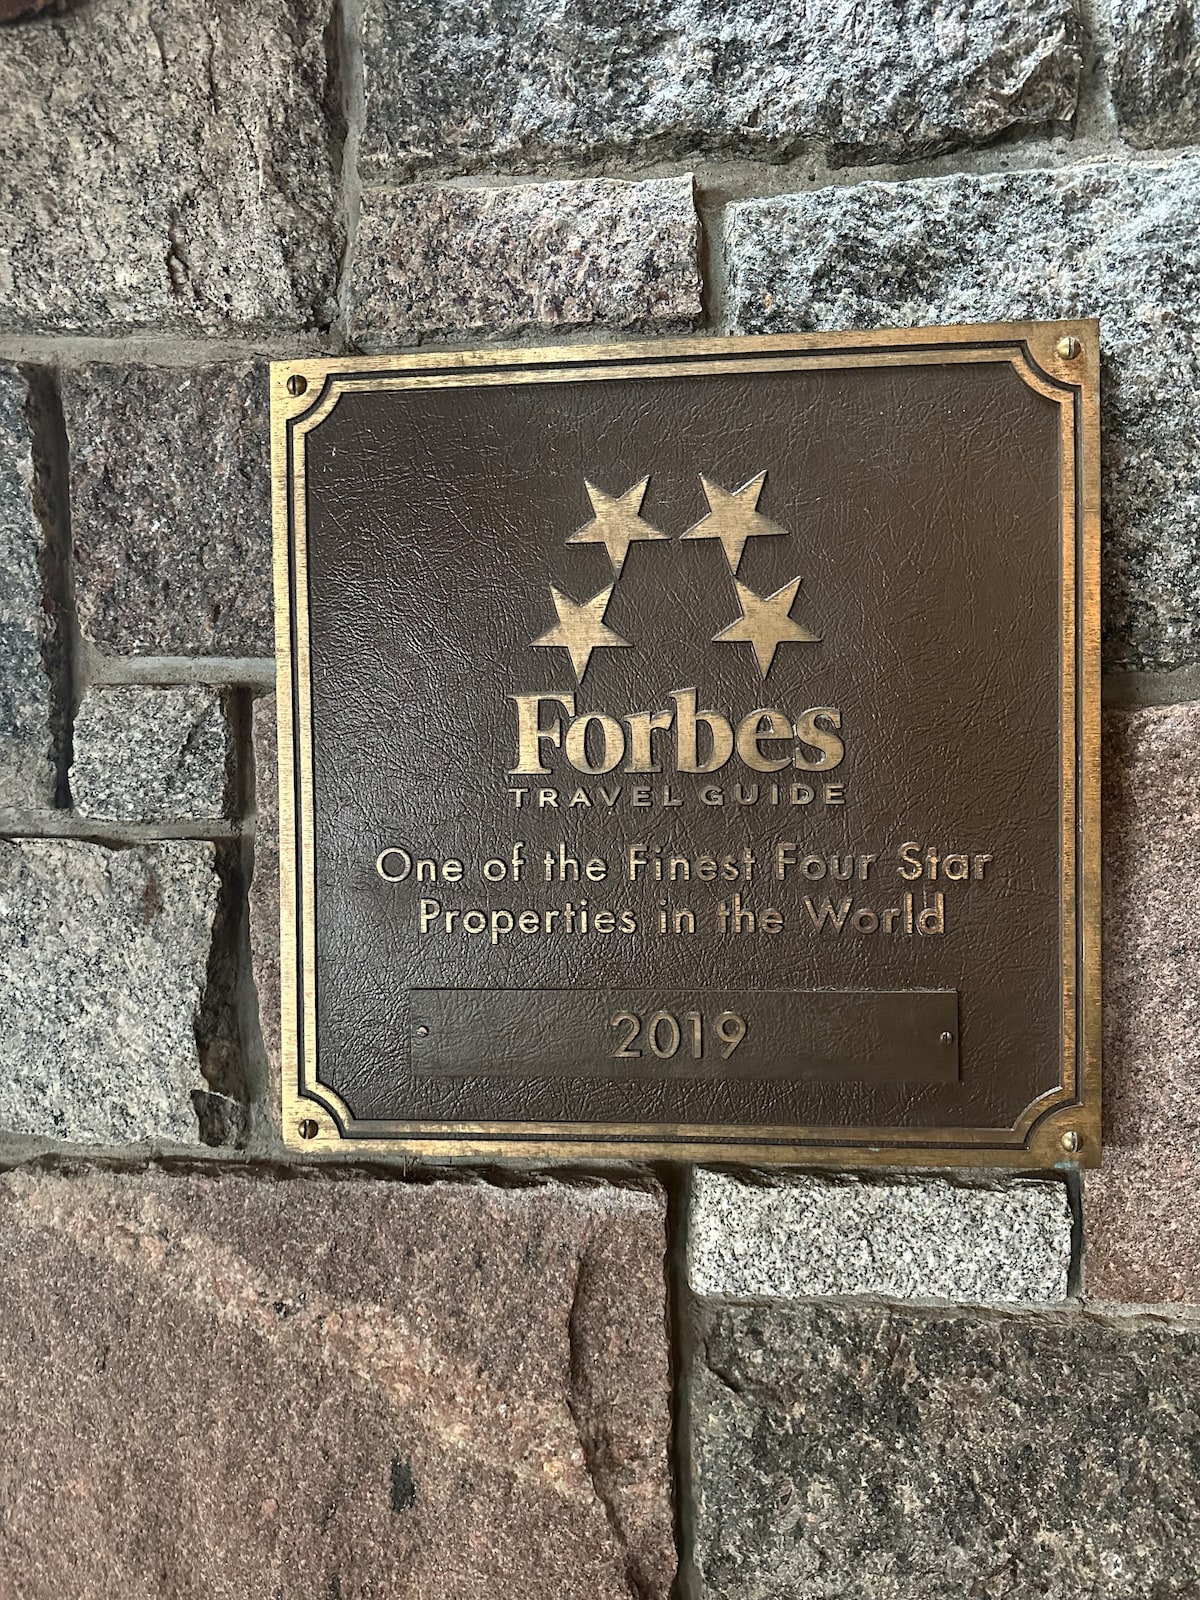 Forbes
TRAVEL GUIDE
One of the Finest Four Star
Properties in the World
2019